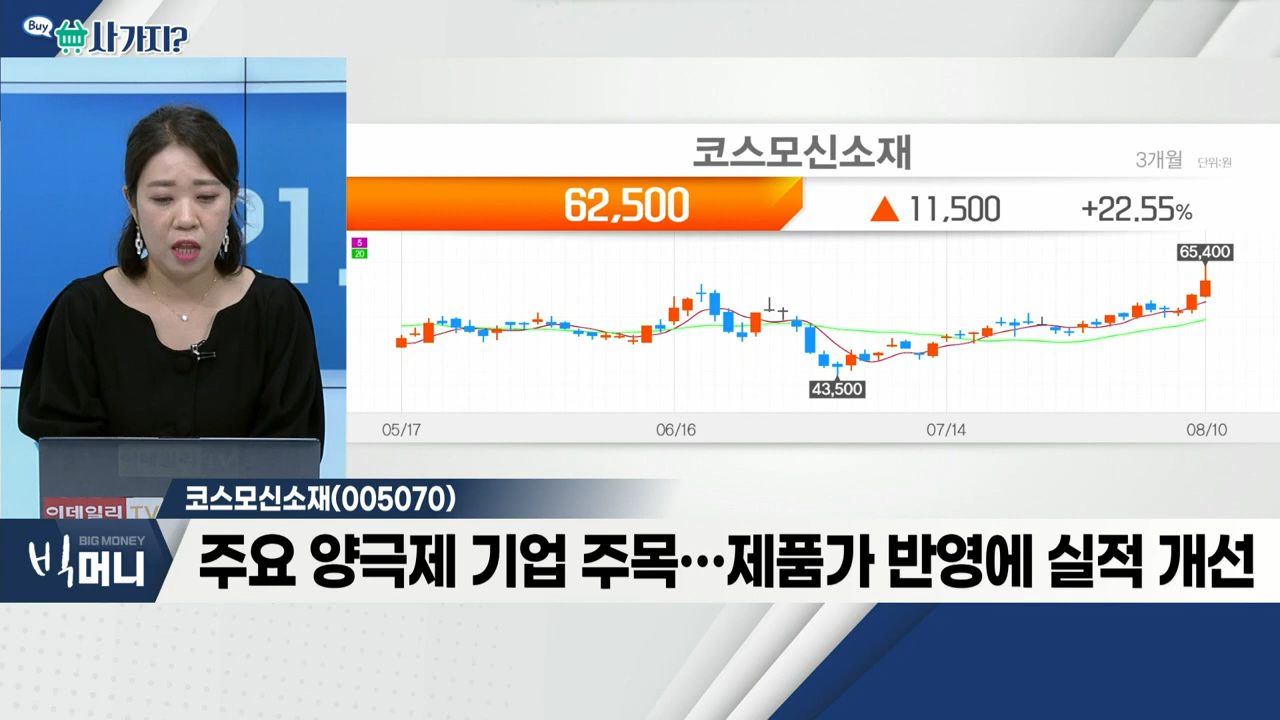 Buy
사 가지?
코스모신소재
3개월 단위:원
62,500 ▲ 11,500 +22.55%
5
20
65,400
43,500
05/17 06/16 07/14 08/10
21.
이데일리TV
코스모신소재(005070)
BIG MONEY
빅머니
주요 양극제 기업 주목…제품가 반영에 실적 개선